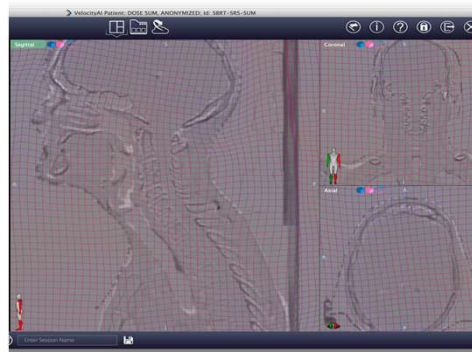 VelocityAI Patient: DOSE SUM, ANONYMIZED; Id: SBRT-SRS-SUM
Sagittal
Coronal
Axial
Enter Session Name